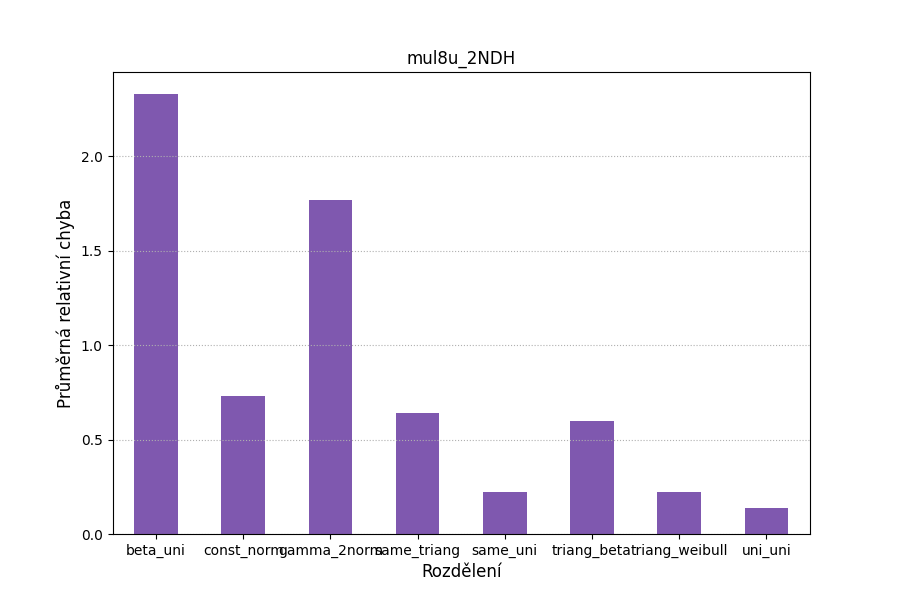 mul8u_2NDH
Průměrná relativní chyba
2.0
1.5
1.0
0.5
0.0
beta_uni const_norm gamma_2norm same_triang same_uni triang_beta triang_weibull uni_uni
Rozdělení